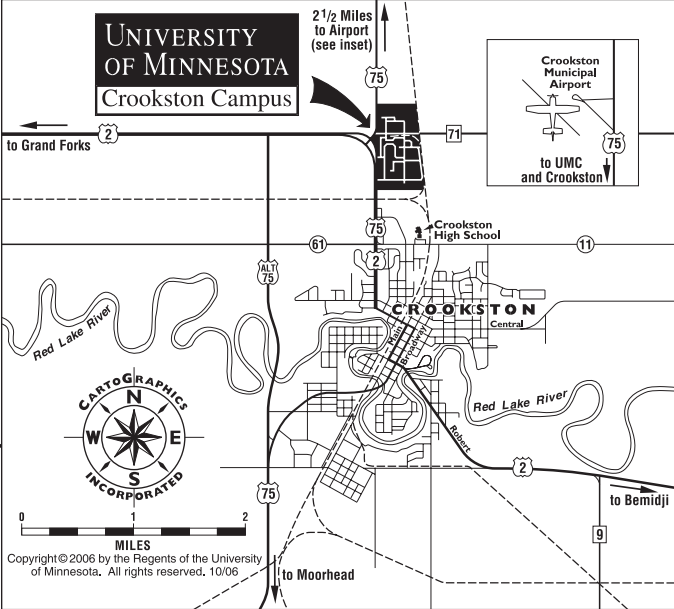 UNIVERSITY
OF MINNESOTA
Crookston Campus
2 1/2 Miles
to Airport
(see inset)
75
Crookston
Municipal
Airport
75
to UMC
and Crookston
2
to Grand Forks
71
75
Crookston
High School
61
11
2
ALT
75
CROOKSTON
Central
Main
Broadway
Red Lake River
Red Lake River
Robert
CARTOGRAPHICS
N
W
E
S
INCORPORATED
2
to Bemidji
75
9
0
1
2
MILES
Copyright © 2006 by the Regents of the University
of Minnesota. All rights reserved. 10/06
to Moorhead